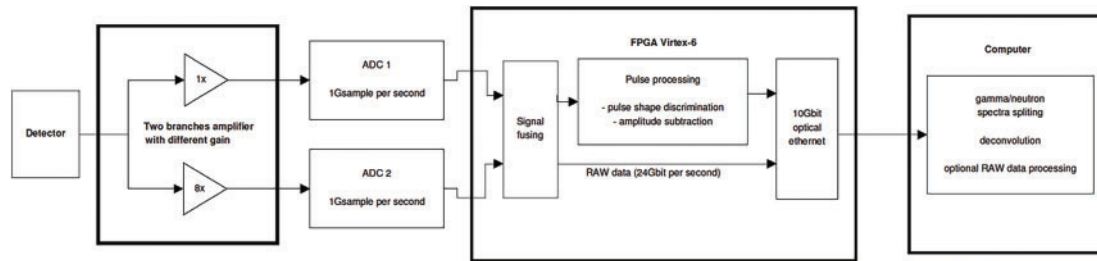 Detector
1x
Two branches amplifier
with different gain
8x
ADC 1
1Gsample per second
ADC 2
1Gsample per second
FPGA Virtex-6
Signal
fusing
Pulse processing
- pulse shape discrimination
- amplitude subtraction
RAW data (24Gbit per second)
10Gbit
optical
ethernet
Computer
gamma/neutron
spectra spliting
deconvolution
optional RAW data processing